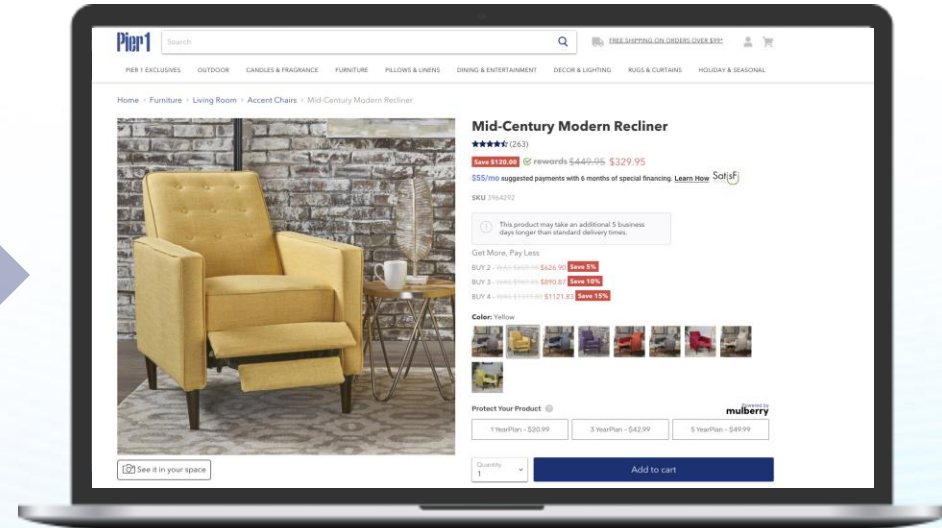 Pier 1
Search
FREE SHIPPING ON ORDERS OVER $99*
PIER 1 EXCLUSIVES OUTDOOR CANDLES & FRAGRANCE FURNITURE PILLOWS & LINENS DINING & ENTERTAINMENT DECOR & LIGHTING RUGS & CURTAINS HOLIDAY & SEASONAL
Home > Furniture > Living Room > Accent Chairs > Mid-Century Modern Recliner
Mid-Century Modern Recliner
(263)
Save $120.00 rewards $449.95 $329.95
$55/mo suggested payments with 6 months of special financing. Learn How SatisFi
SKU 2964292
This product may take an additional 5 business
days longer than standard delivery times.
Get More, Pay Less
BUY 2 - $626.90 Save 5%
BUY 3 - $890.87 Save 10%
BUY 4 - $1121.83 Save 15%
Color: Yellow
Protect Your Product
Powered by
mulberry
1 YearPlan - $20.99 3 YearPlan - $42.99 5 YearPlan - $49.99
See it in your space
Quantity
1
Add to cart